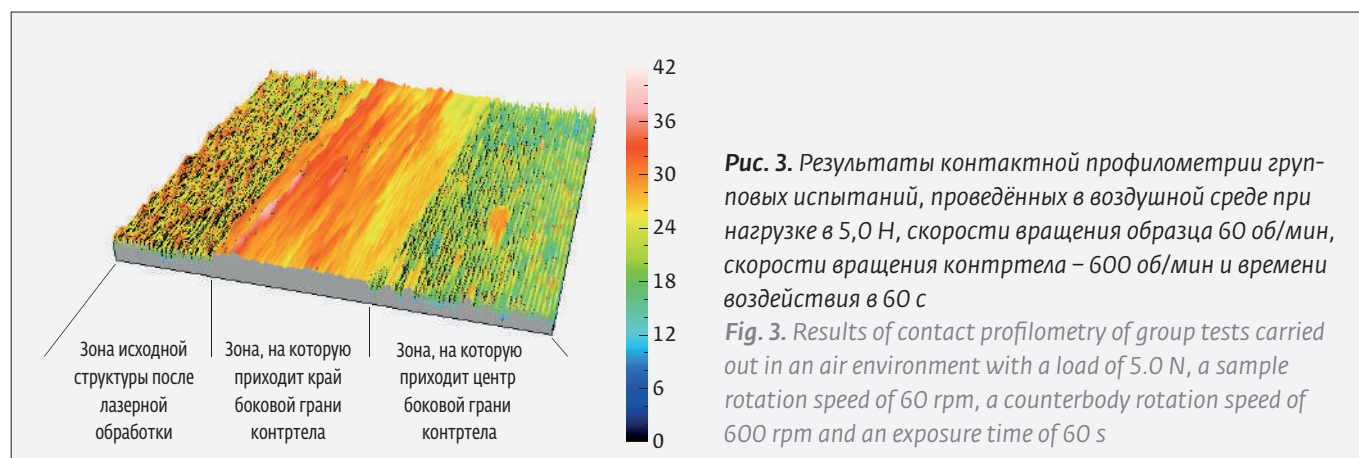 42
36
30
24
18
12
6
0
Зона исходной
структуры после
лазерной
обработки
Зона, на которую
приходит край
боковой грани
контртела
Зона, на которую
приходит центр
боковой грани
контртела
Рис. 3. Результаты контактной профилометрии груп-
повых испытаний, проведённых в воздушной среде при
нагрузке в 5,0 Н, скорости вращения образца 60 об/мин,
скорости вращения контртела – 600 об/мин и времени
воздействия в 60 с
Fig. 3. Results of contact profilometry of group tests carried
out in an air environment with a load of 5.0 N, a sample
rotation speed of 60 rpm, a counterbody rotation speed of
600 rpm and an exposure time of 60 s